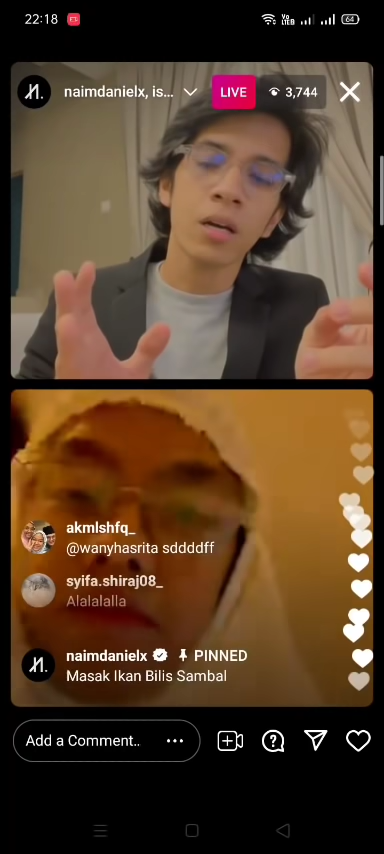 22:18
64
naimdanielx, is...
LIVE
3,744
akmlshfq_
@wanyhasrita sddddff
syifa.shiraj08_
Alalalalla
naimdanielx PINNED
Masak Ikan Bilis Sambal
Add a Comment..